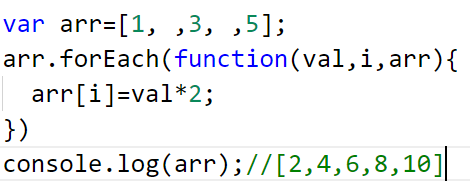 var arr=[1, ,3, ,5];
arr.forEach(function(val,i,arr){
  arr[i]=val*2;
})
console.log(arr);//[2,4,6,8,10]